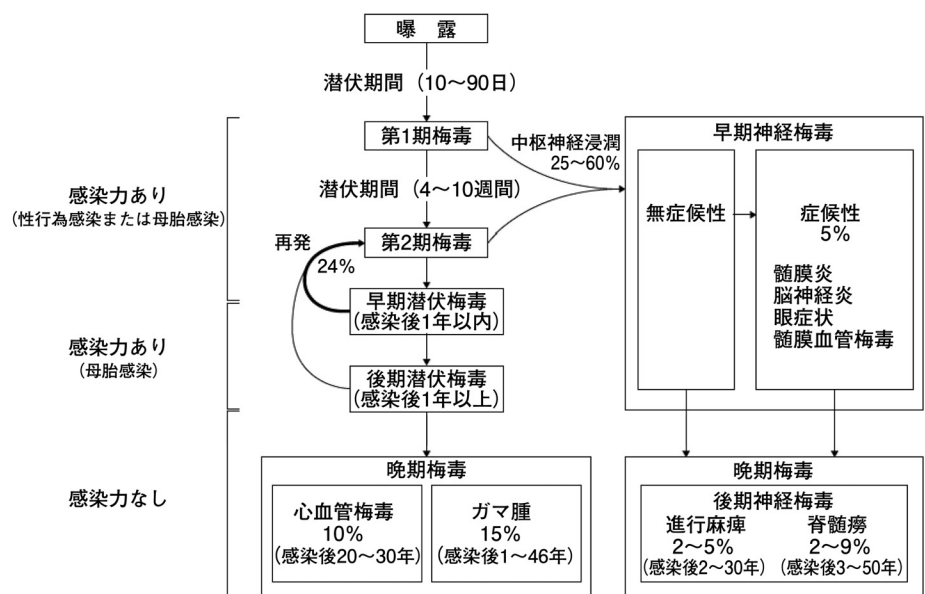 曝 露
潜伏期間（10〜90日）
第1期梅毒
中枢神経浸潤
25〜60%
潜伏期間（4〜10週間）
第2期梅毒
再発
24%
早期潜伏梅毒
（感染後1年以内）
後期潜伏梅毒
（感染後1年以上）
感染力あり
（性行為感染または母胎感染）
感染力あり
（母胎感染）
感染力なし
早期神経梅毒
無症候性
症候性
5%
髄膜炎
脳神経炎
眼症状
髄膜血管梅毒
晩期梅毒
心血管梅毒
10%
（感染後20〜30年）
ガマ腫
15%
（感染後1〜46年）
晩期梅毒
後期神経梅毒
進行麻痺
2〜5%
（感染後2〜30年）
脊髄癆
2〜9%
（感染後3〜50年）